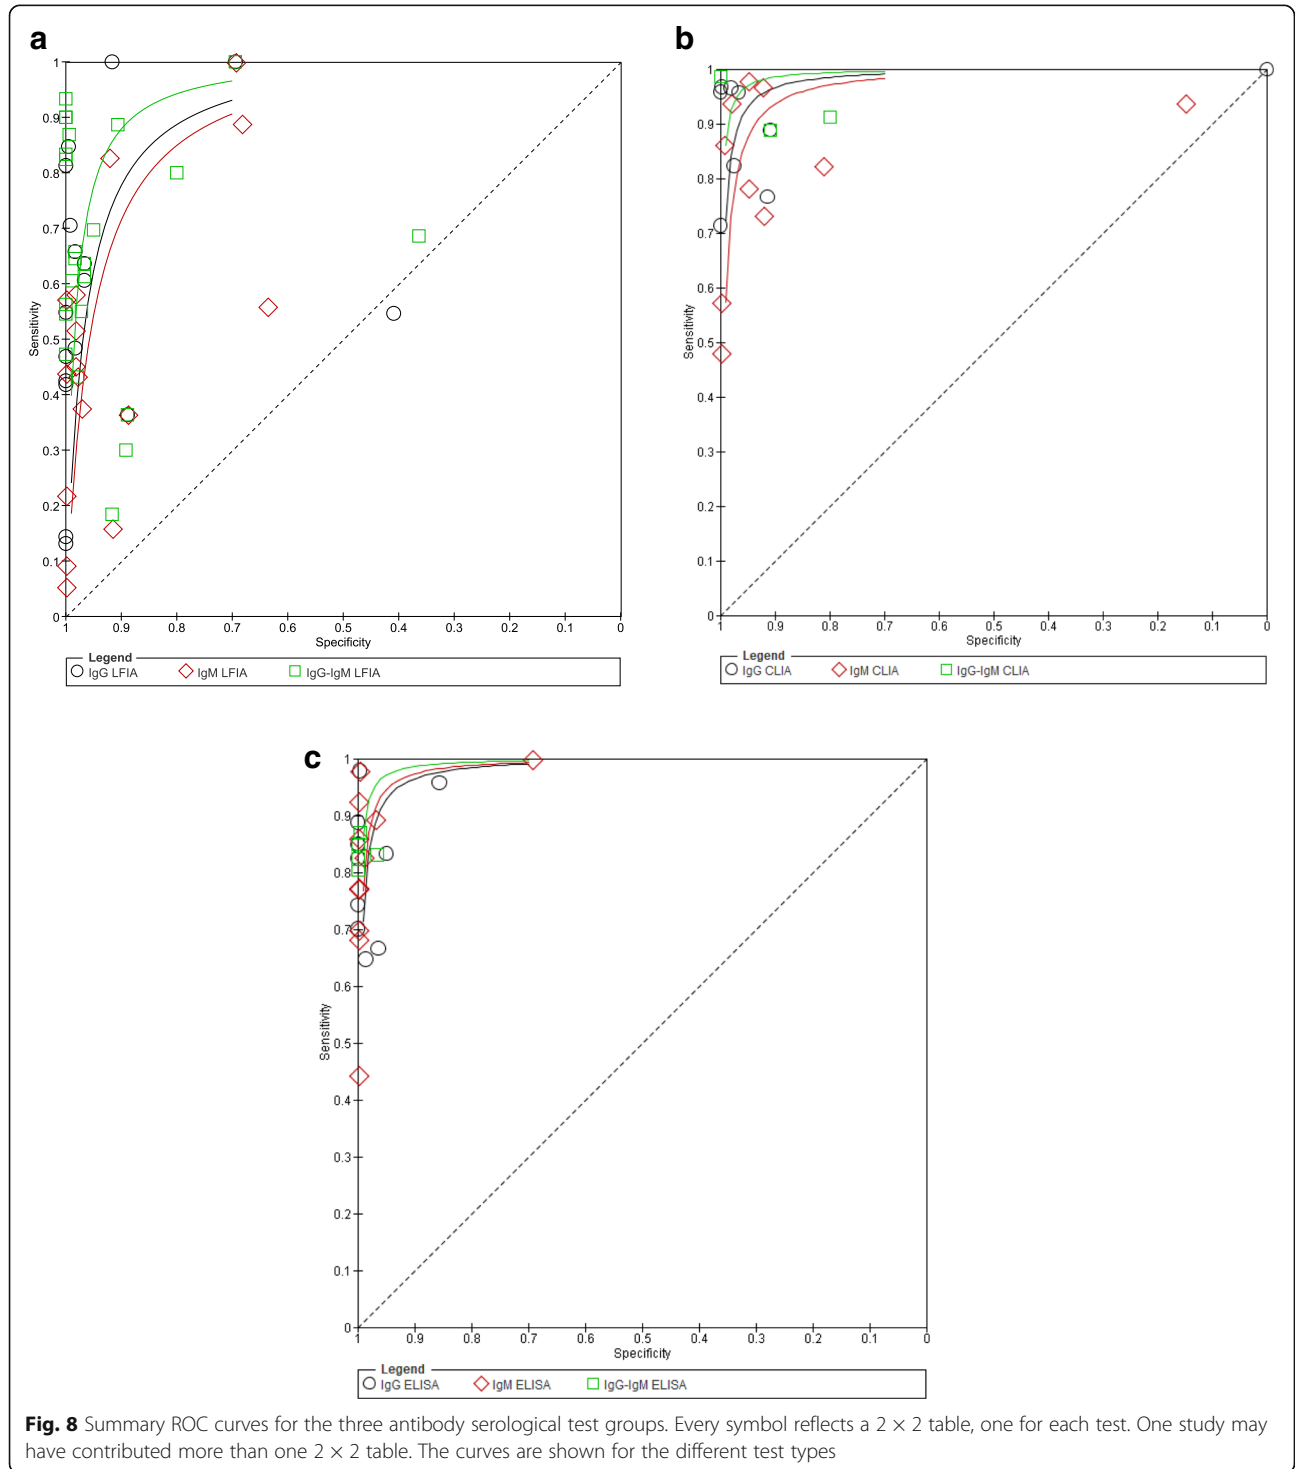 a
1
0.9
0.8
0.7
0.6
0.5
0.4
0.3
0.2
0.1
0
Sensitivity
1 0.9 0.8 0.7 0.6 0.5 0.4 0.3 0.2 0.1 0
Specificity
Legend
IgG LFIA IgM LFIA IgG-IgM LFIA
b
1
0.9
0.8
0.7
0.6
0.5
0.4
0.3
0.2
0.1
0
Sensitivity
1 0.9 0.8 0.7 0.6 0.5 0.4 0.3 0.2 0.1 0
Specificity
Legend
IgG CLIA IgM CLIA IgG-IgM CLIA
c
1
0.9
0.8
0.7
0.6
0.5
0.4
0.3
0.2
0.1
0
Sensitivity
1 0.9 0.8 0.7 0.6 0.5 0.4 0.3 0.2 0.1 0
Specificity
Legend
IgG ELISA IgM ELISA IgG-IgM ELISA
Fig. 8 Summary ROC curves for the three antibody serological test groups. Every symbol reflects a 2 × 2 table, one for each test. One study may
have contributed more than one 2 × 2 table. The curves are shown for the different test types